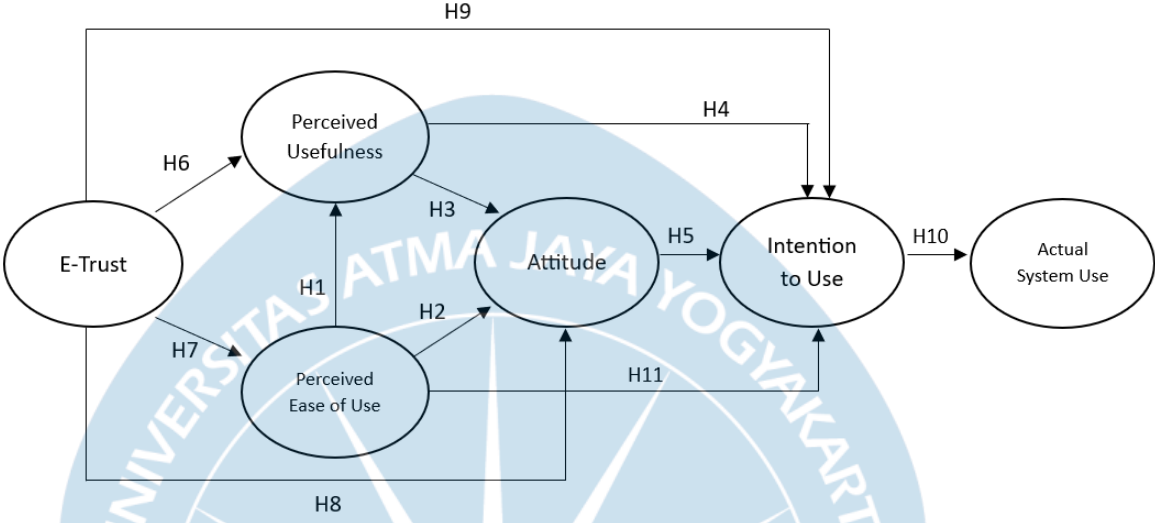 H9
Perceived
Usefulness
H4
H6
H3
E-Trust
Attitude
H5
Intention
to Use
H10
Actual
System Use
H1
H2
H7
Perceived
Ease of Use
H11
H8
UNIVERSITAS ATMA JAYA YOGYAKART